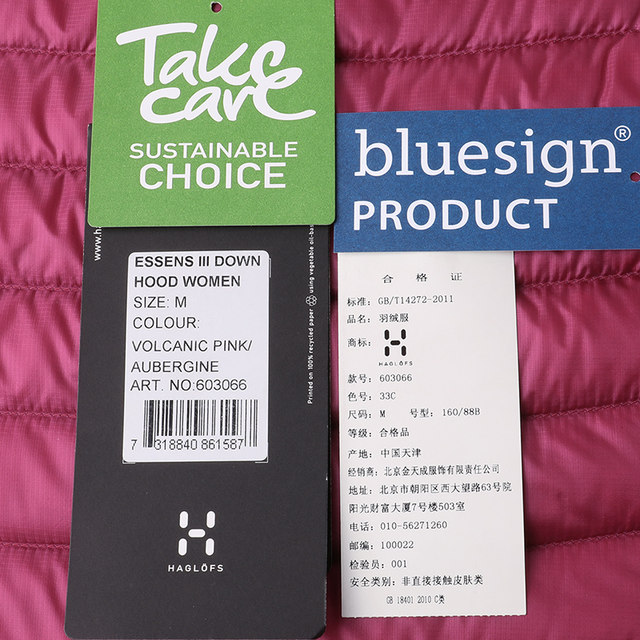 Take
care
SUSTAINABLE
CHOICE
bluesign®
PRODUCT
ESSENS III DOWN
HOOD WOMEN
SIZE: M
COLOUR:
VOLCANIC PINK/
AUBERGINE
ART. NO:603066
7 318840 861587
HAGLÖFS
Printed on 100% recycled paper
using vegetable oil-ba
合格证
标准: GB/T14272-2011
品名: 羽绒服
商标:
HAGLÖFS
款号: 603066
色号: 33C
尺码: M 号型: 160/88B
等级: 合格品
产地: 中国天津
经销商: 北京金天成服饰有限责任公司
地址: 北京市朝阳区西大望路63号院
阳光财富大厦7号楼503室
电话: 010-56271260
邮编: 100022
检验员: 001
安全类别: 非直接接触皮肤类
GB 18401 2010 C类